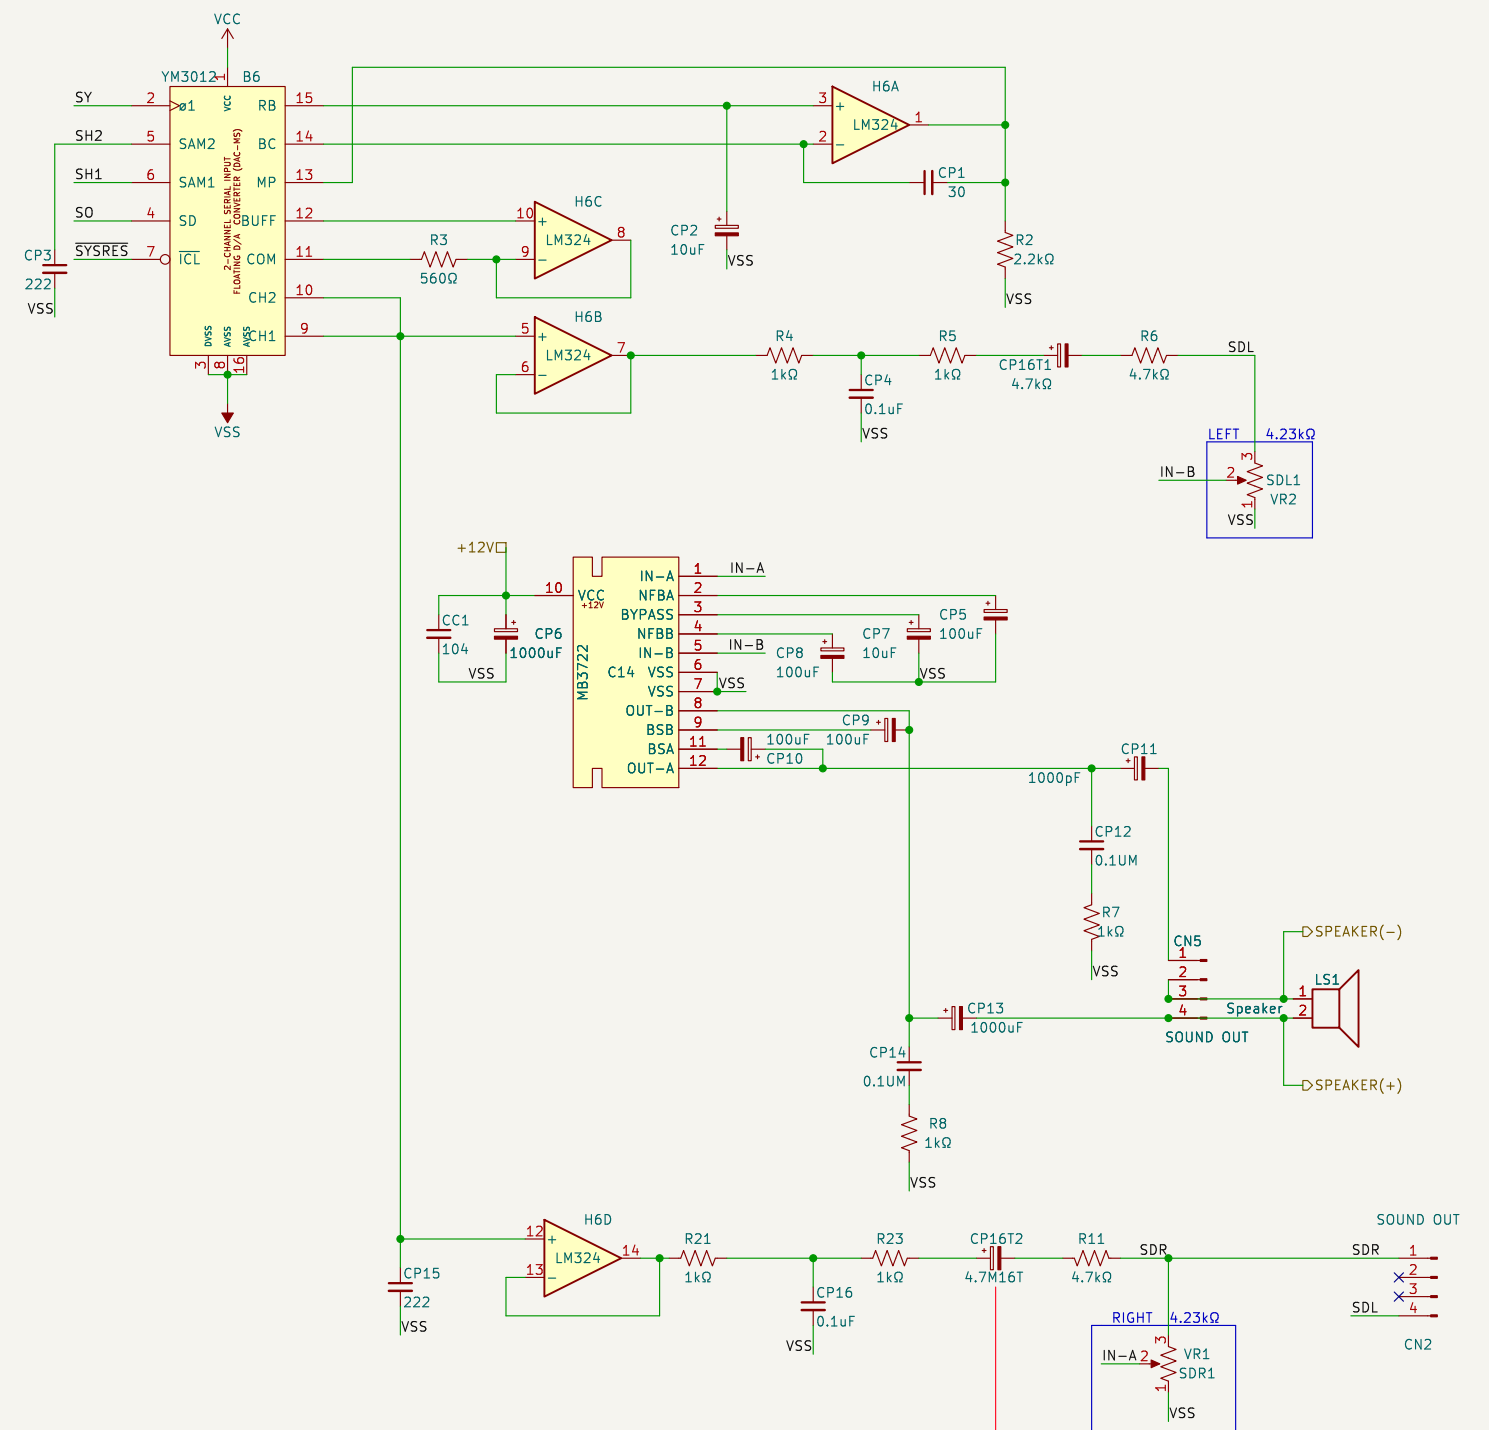 VCC
YM3012
B6
1
VCC
SY
2
ø1
SH2
5
SAM2
SH1
6
SAM1
SO
4
SD
SYSRES
7
ICL
2-CHANNEL SERIAL INPUT
FLOATING D/A CONVERTER (DAC-MS)
RB
15
BC
14
MP
13
BUFF
12
COM
11
CH2
10
CH1
9
DVSS
AVSS
AVSS
3
8
16
VSS
CP3
222
VSS
H6A
3
+
LM324
1
2
−
CP1
30
CP2
10uF
VSS
R2
2.2kΩ
VSS
H6C
10
+
LM324
8
9
−
R3
560Ω
H6B
5
+
LM324
7
6
−
R4
1kΩ
CP4
0.1uF
VSS
R5
1kΩ
CP16T1
4.7kΩ
R6
4.7kΩ
SDL
LEFT
4.23kΩ
3
IN-B
2
SDL1
VR2
1
VSS
+12V
10
VCC
+12V
CC1
104
CP6
1000uF
VSS
MB3722
C14
IN-A
1
IN-A
NFBA
2
BYPASS
3
NFBB
4
IN-B
5
IN-B
VSS
6
VSS
7
VSS
OUT-B
8
BSB
9
BSA
11
OUT-A
12
CP5
100uF
CP7
10uF
CP8
100uF
VSS
CP9
100uF
100uF
CP10
CP11
1000pF
CP12
0.1UM
R7
1kΩ
VSS
CN5
1
2
3
4
SOUND OUT
SPEAKER(-)
LS1
1
2
Speaker
SPEAKER(+)
CP13
1000uF
CP14
0.1UM
R8
1kΩ
VSS
H6D
12
+
LM324
14
13
−
CP15
222
VSS
R21
1kΩ
CP16
0.1uF
VSS
R23
1kΩ
CP16T2
4.7M16T
R11
4.7kΩ
SDR
SOUND OUT
SDR
1
2
3
SDL
4
CN2
RIGHT
4.23kΩ
3
IN-A
2
VR1
SDR1
1
VSS